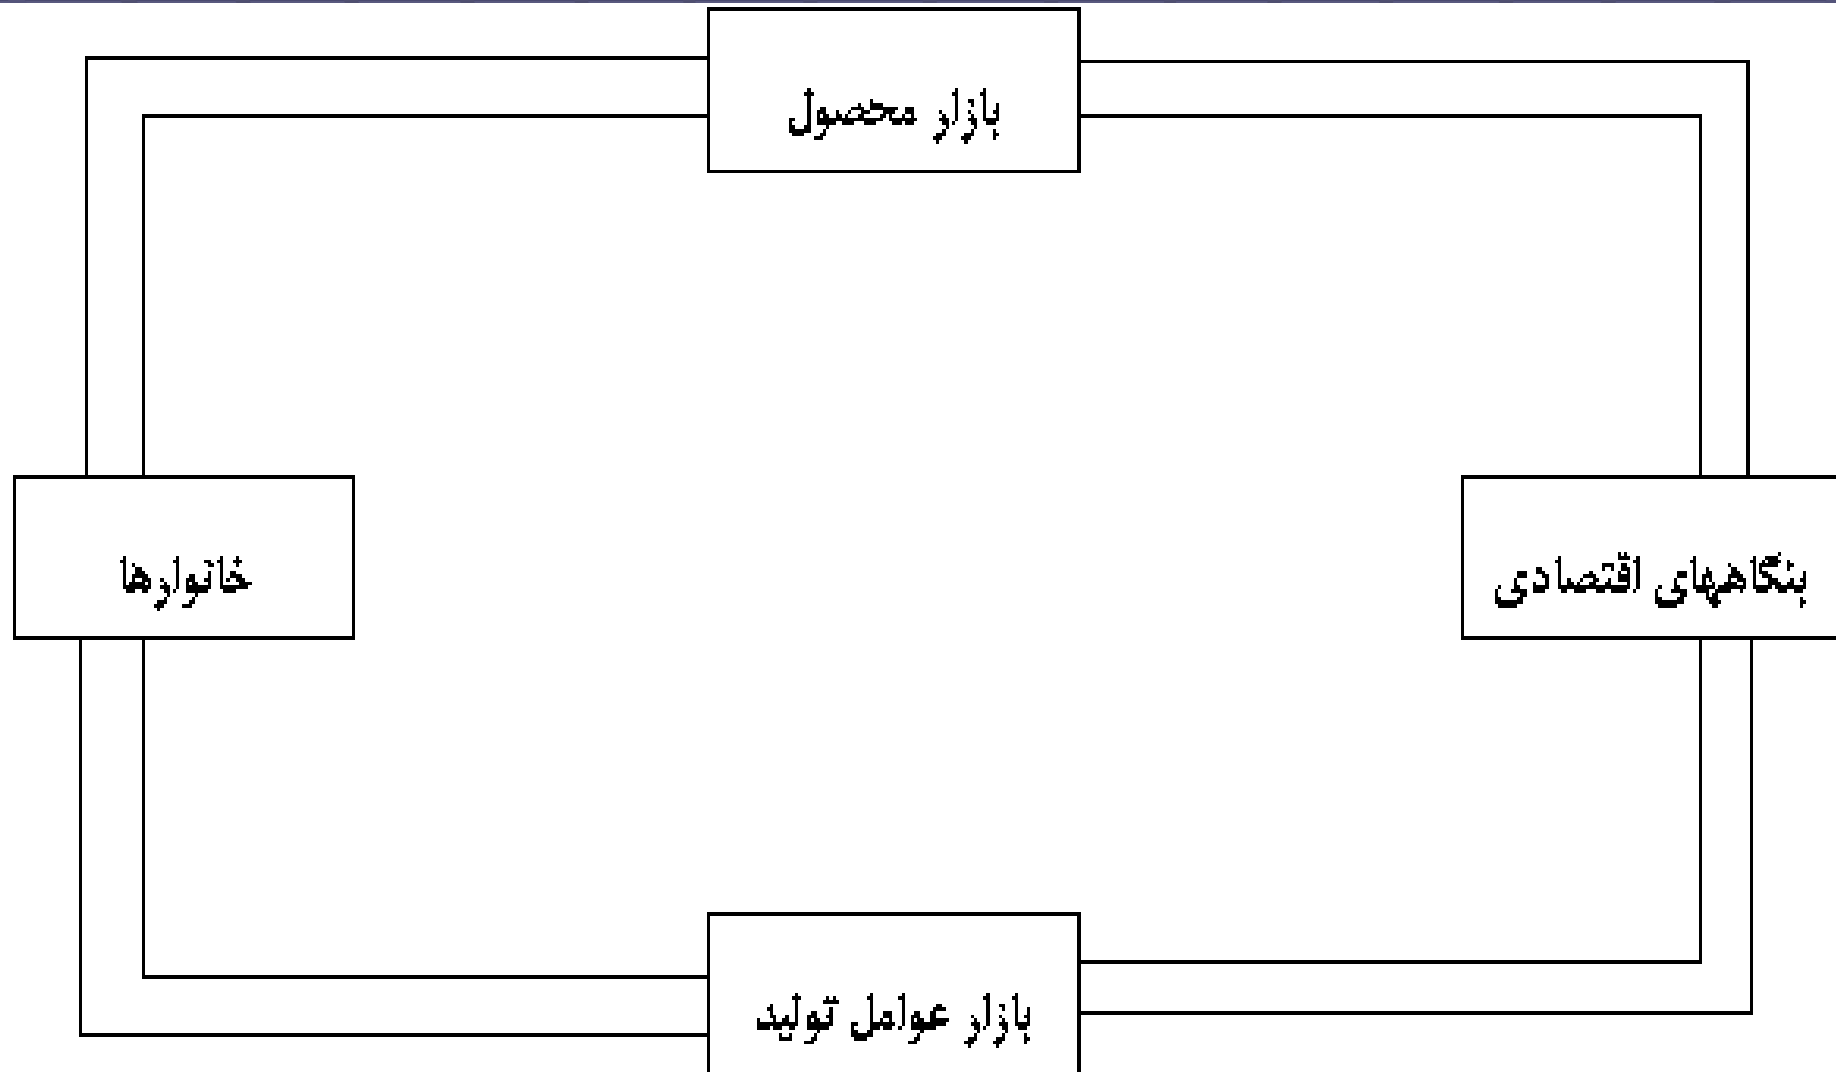 بازار محصول
بنگاههای اقتصادی
خانوارها
بازار عوامل تولید